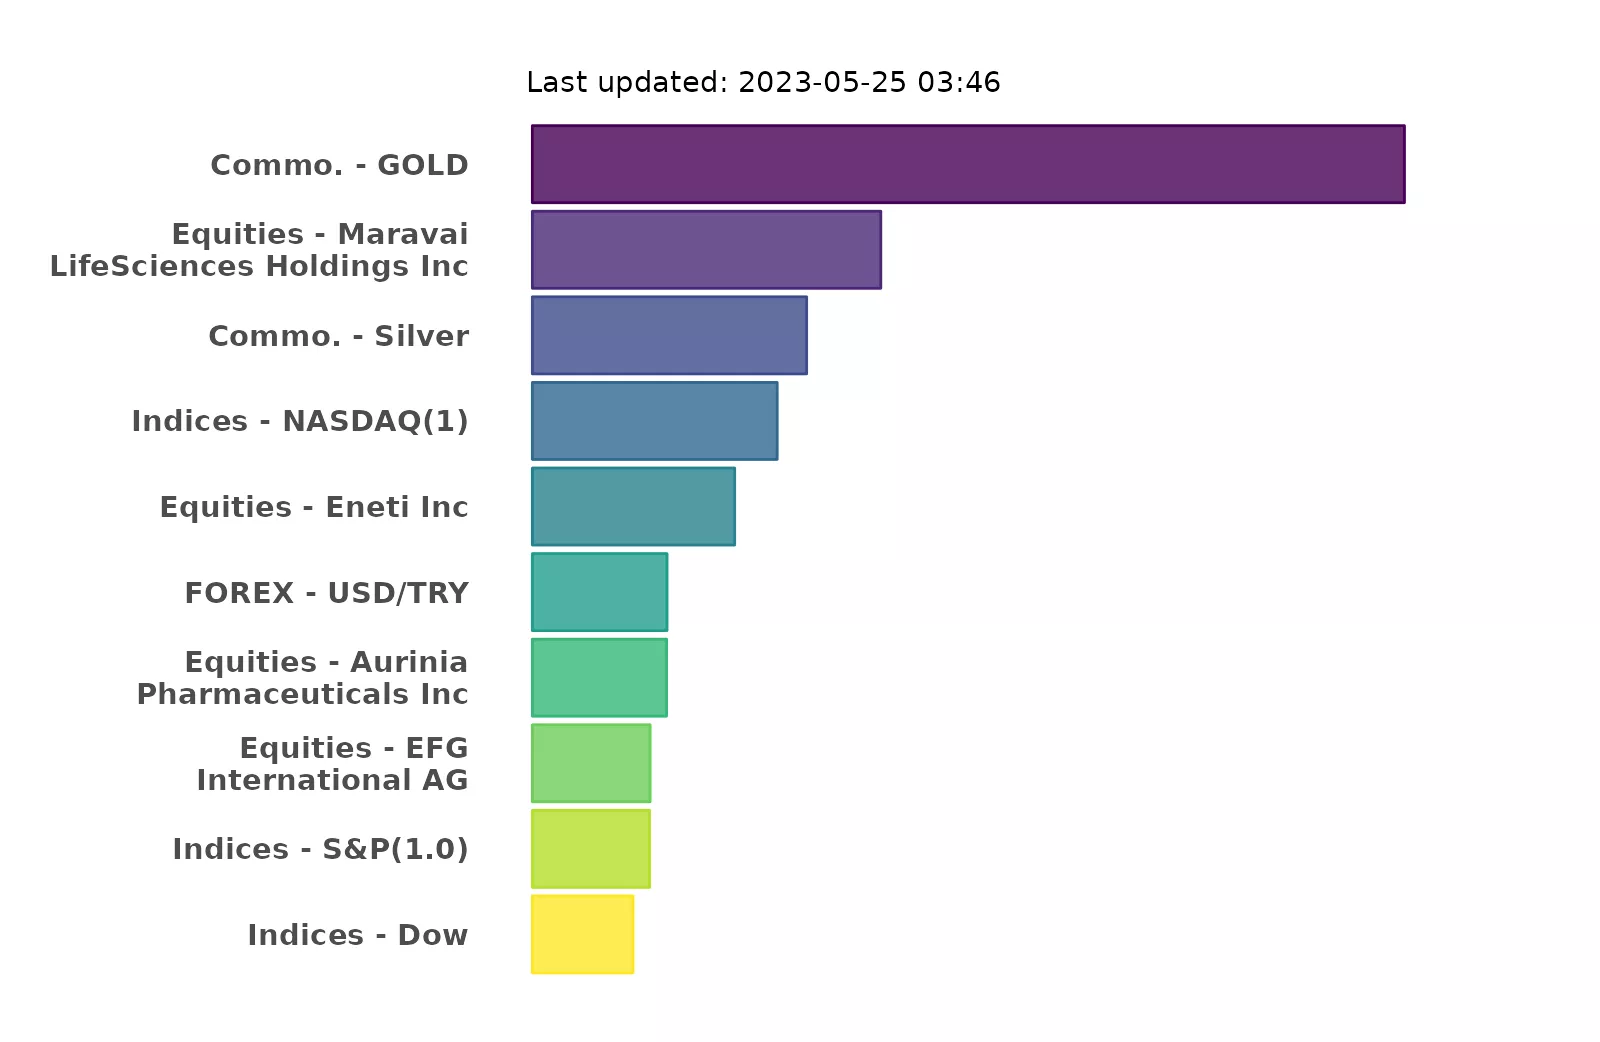 Last updated: 2023-05-25 03:46
Commo. - GOLD
Equities - Maravai
LifeSciences Holdings Inc
Commo. - Silver
Indices - NASDAQ(1)
Equities - Eneti Inc
FOREX - USD/TRY
Equities - Aurinia
Pharmaceuticals Inc
Equities - EFG
International AG
Indices - S&P(1.0)
Indices - Dow